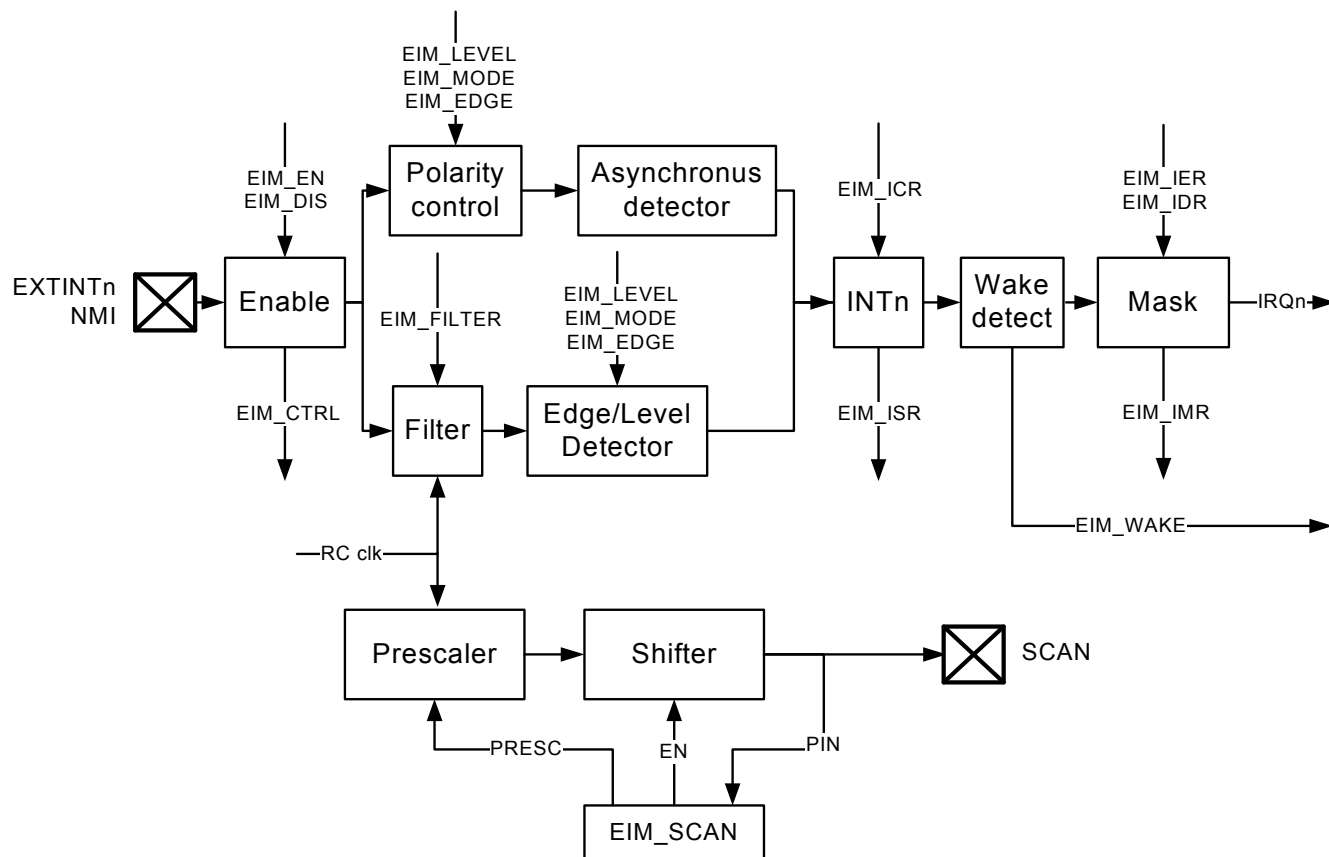 EIM_LEVEL
EIM_MODE
EIM_EDGE
EIM_EN
EIM_DIS
Polarity
control
Asynchronus
detector
EIM_ICR
EIM_IER
EIM_IDR
EXTINTn
NMI
Enable
EIM_FILTER
EIM_LEVEL
EIM_MODE
EIM_EDGE
INTn
Wake
detect
Mask
IRQn
EIM_CTRL
Filter
Edge/Level
Detector
EIM_ISR
EIM_IMR
EIM_WAKE
RC clk
Prescaler
Shifter
SCAN
PRESC
EN
PIN
EIM_SCAN